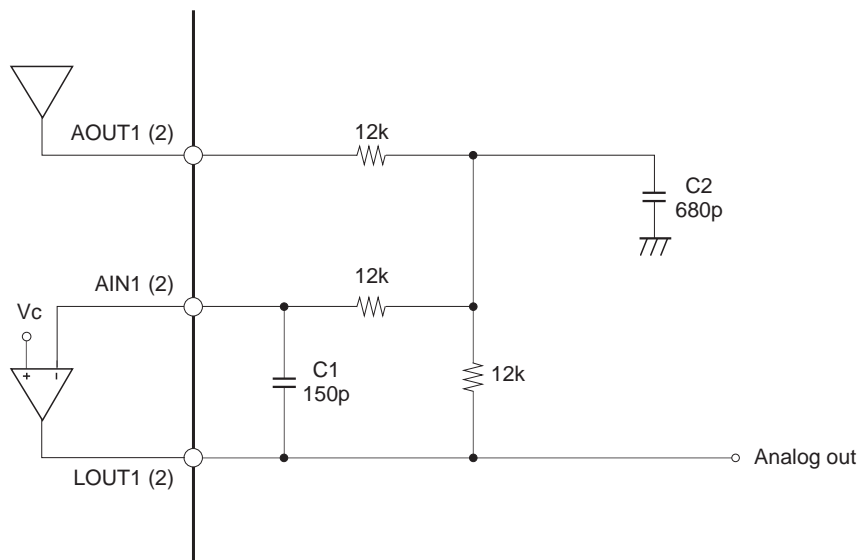 AOUT1 (2)
12k
C2
680p
AIN1 (2)
12k
Vc
+ –
C1
150p
12k
LOUT1 (2)
Analog out